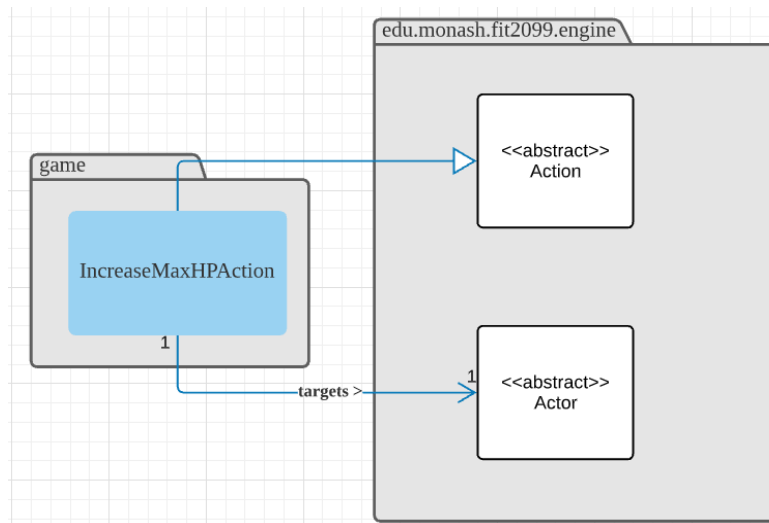 edu.monash.fit2099.engine
<<abstract>>
Action
game
IncreaseMaxHPAction
1
targets >
1
<<abstract>>
Actor